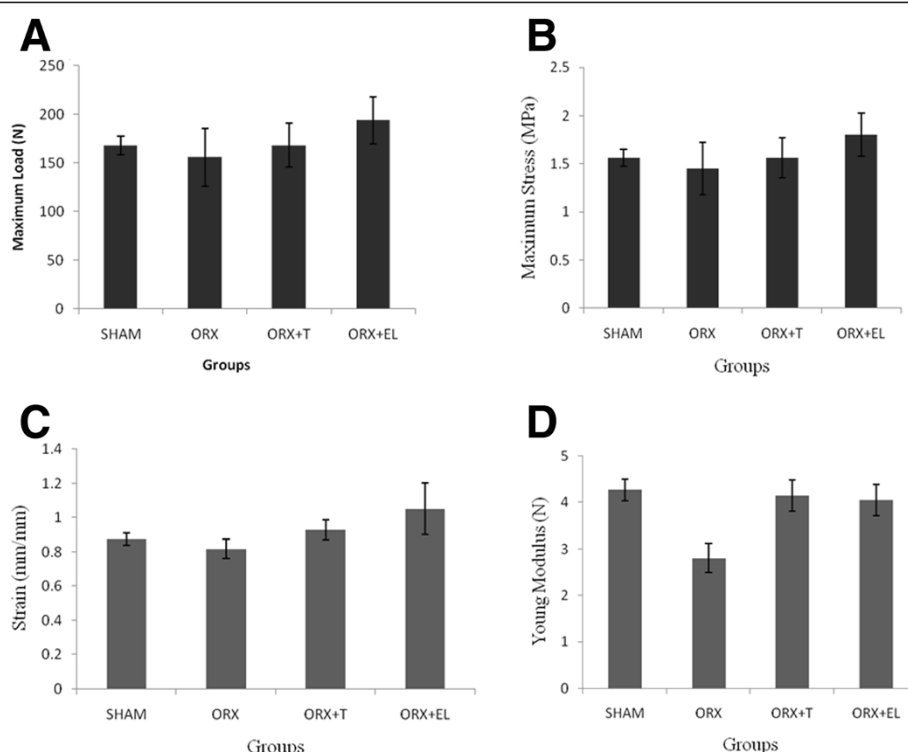 A
250
200
150
100
50
0
Maximum Load (N)
SHAM ORX ORX+T ORX+EL
Groups
B
2.5
2
1.5
1
0.5
0
Maximum Stress (MPa)
SHAM ORX ORX+T ORX+EL
Groups
C
1.4
1.2
1
0.8
0.6
0.4
0.2
0
Strain (mm/mm)
SHAM ORX ORX+T ORX+EL
Groups
D
5
4
3
2
1
0
Young Modulus (N)
SHAM ORX ORX+T ORX+EL
Groups